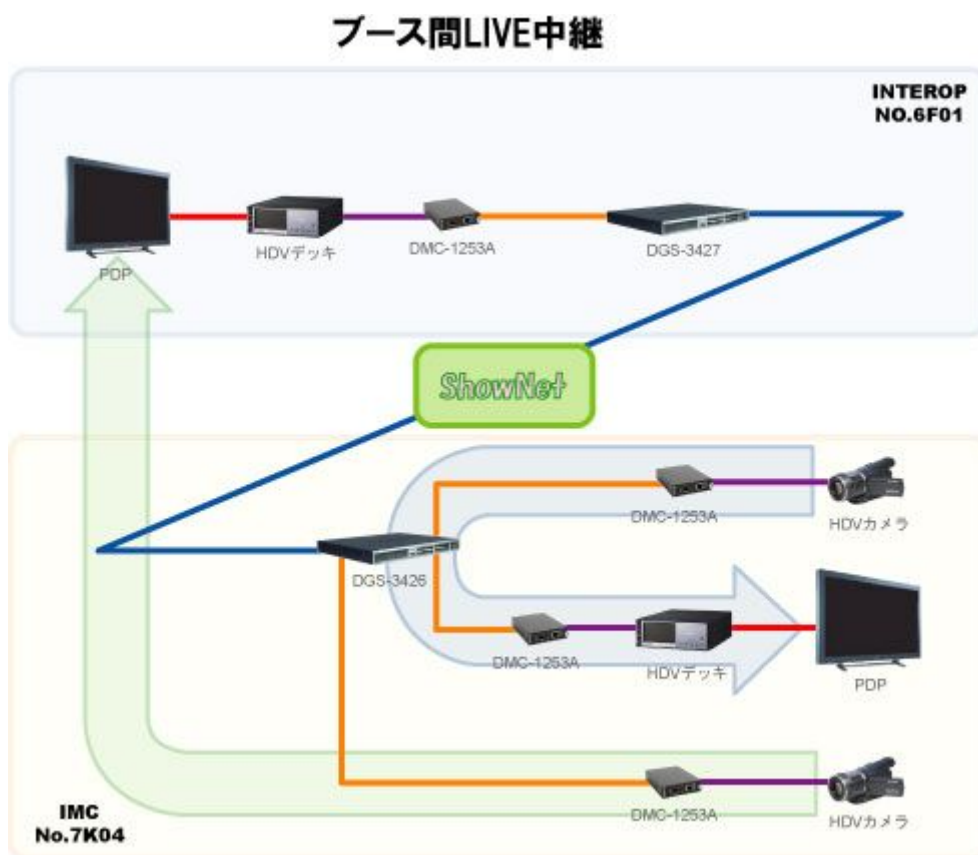 ブース間LIVE中継
INTEROP
NO.6F01
HDVデッキ
DMC-1253A
DGS-3427
PDP
ShowNet
DMC-1253A
HDVカメラ
DGS-3426
DMC-1253A
HDVデッキ
PDP
IMC
No.7K04
DMC-1253A
HDVカメラ